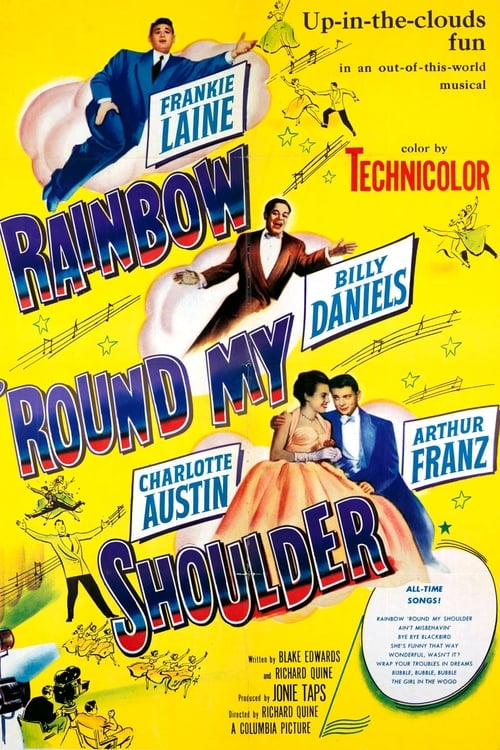 Up-in-the-clouds
fun
in an out-of-this-world
musical
FRANKIE
LAINE
color by
TECHNICOLOR
RAINBOW
BILLY
DANIELS
'ROUND MY
CHARLOTTE
AUSTIN
ARTHUR
FRANZ
SHOULDER
ALL-TIME
SONGS!
RAINBOW 'ROUND MY SHOULDER
AIN'T MISBEHAVIN'
BYE BYE BLACKBIRD
SHE'S FUNNY THAT WAY
WONDERFUL, WASN'T IT?
WRAP YOUR TROUBLES IN DREAMS
BUBBLE, BUBBLE, BUBBLE
THE GIRL IN THE WOOD
Written by BLAKE EDWARDS
and RICHARD QUINE
Produced by JONIE TAPS
Directed by RICHARD QUINE
A COLUMBIA PICTURE